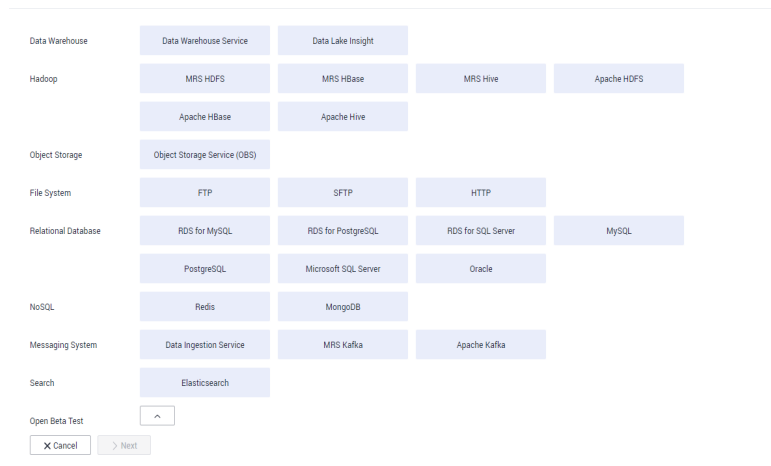 Data Warehouse Data Warehouse Service Data Lake Insight
Hadoop MRS HDFS MRS HBase MRS Hive Apache HDFS
Apache HBase Apache Hive
Object Storage Object Storage Service (OBS)
File System FTP SFTP HTTP
Relational Database RDS for MySQL RDS for PostgreSQL RDS for SQL Server MySQL
PostgreSQL Microsoft SQL Server Oracle
NoSQL Redis MongoDB
Messaging System Data Ingestion Service MRS Kafka Apache Kafka
Search Elasticsearch
Open Beta Test
Cancel Next